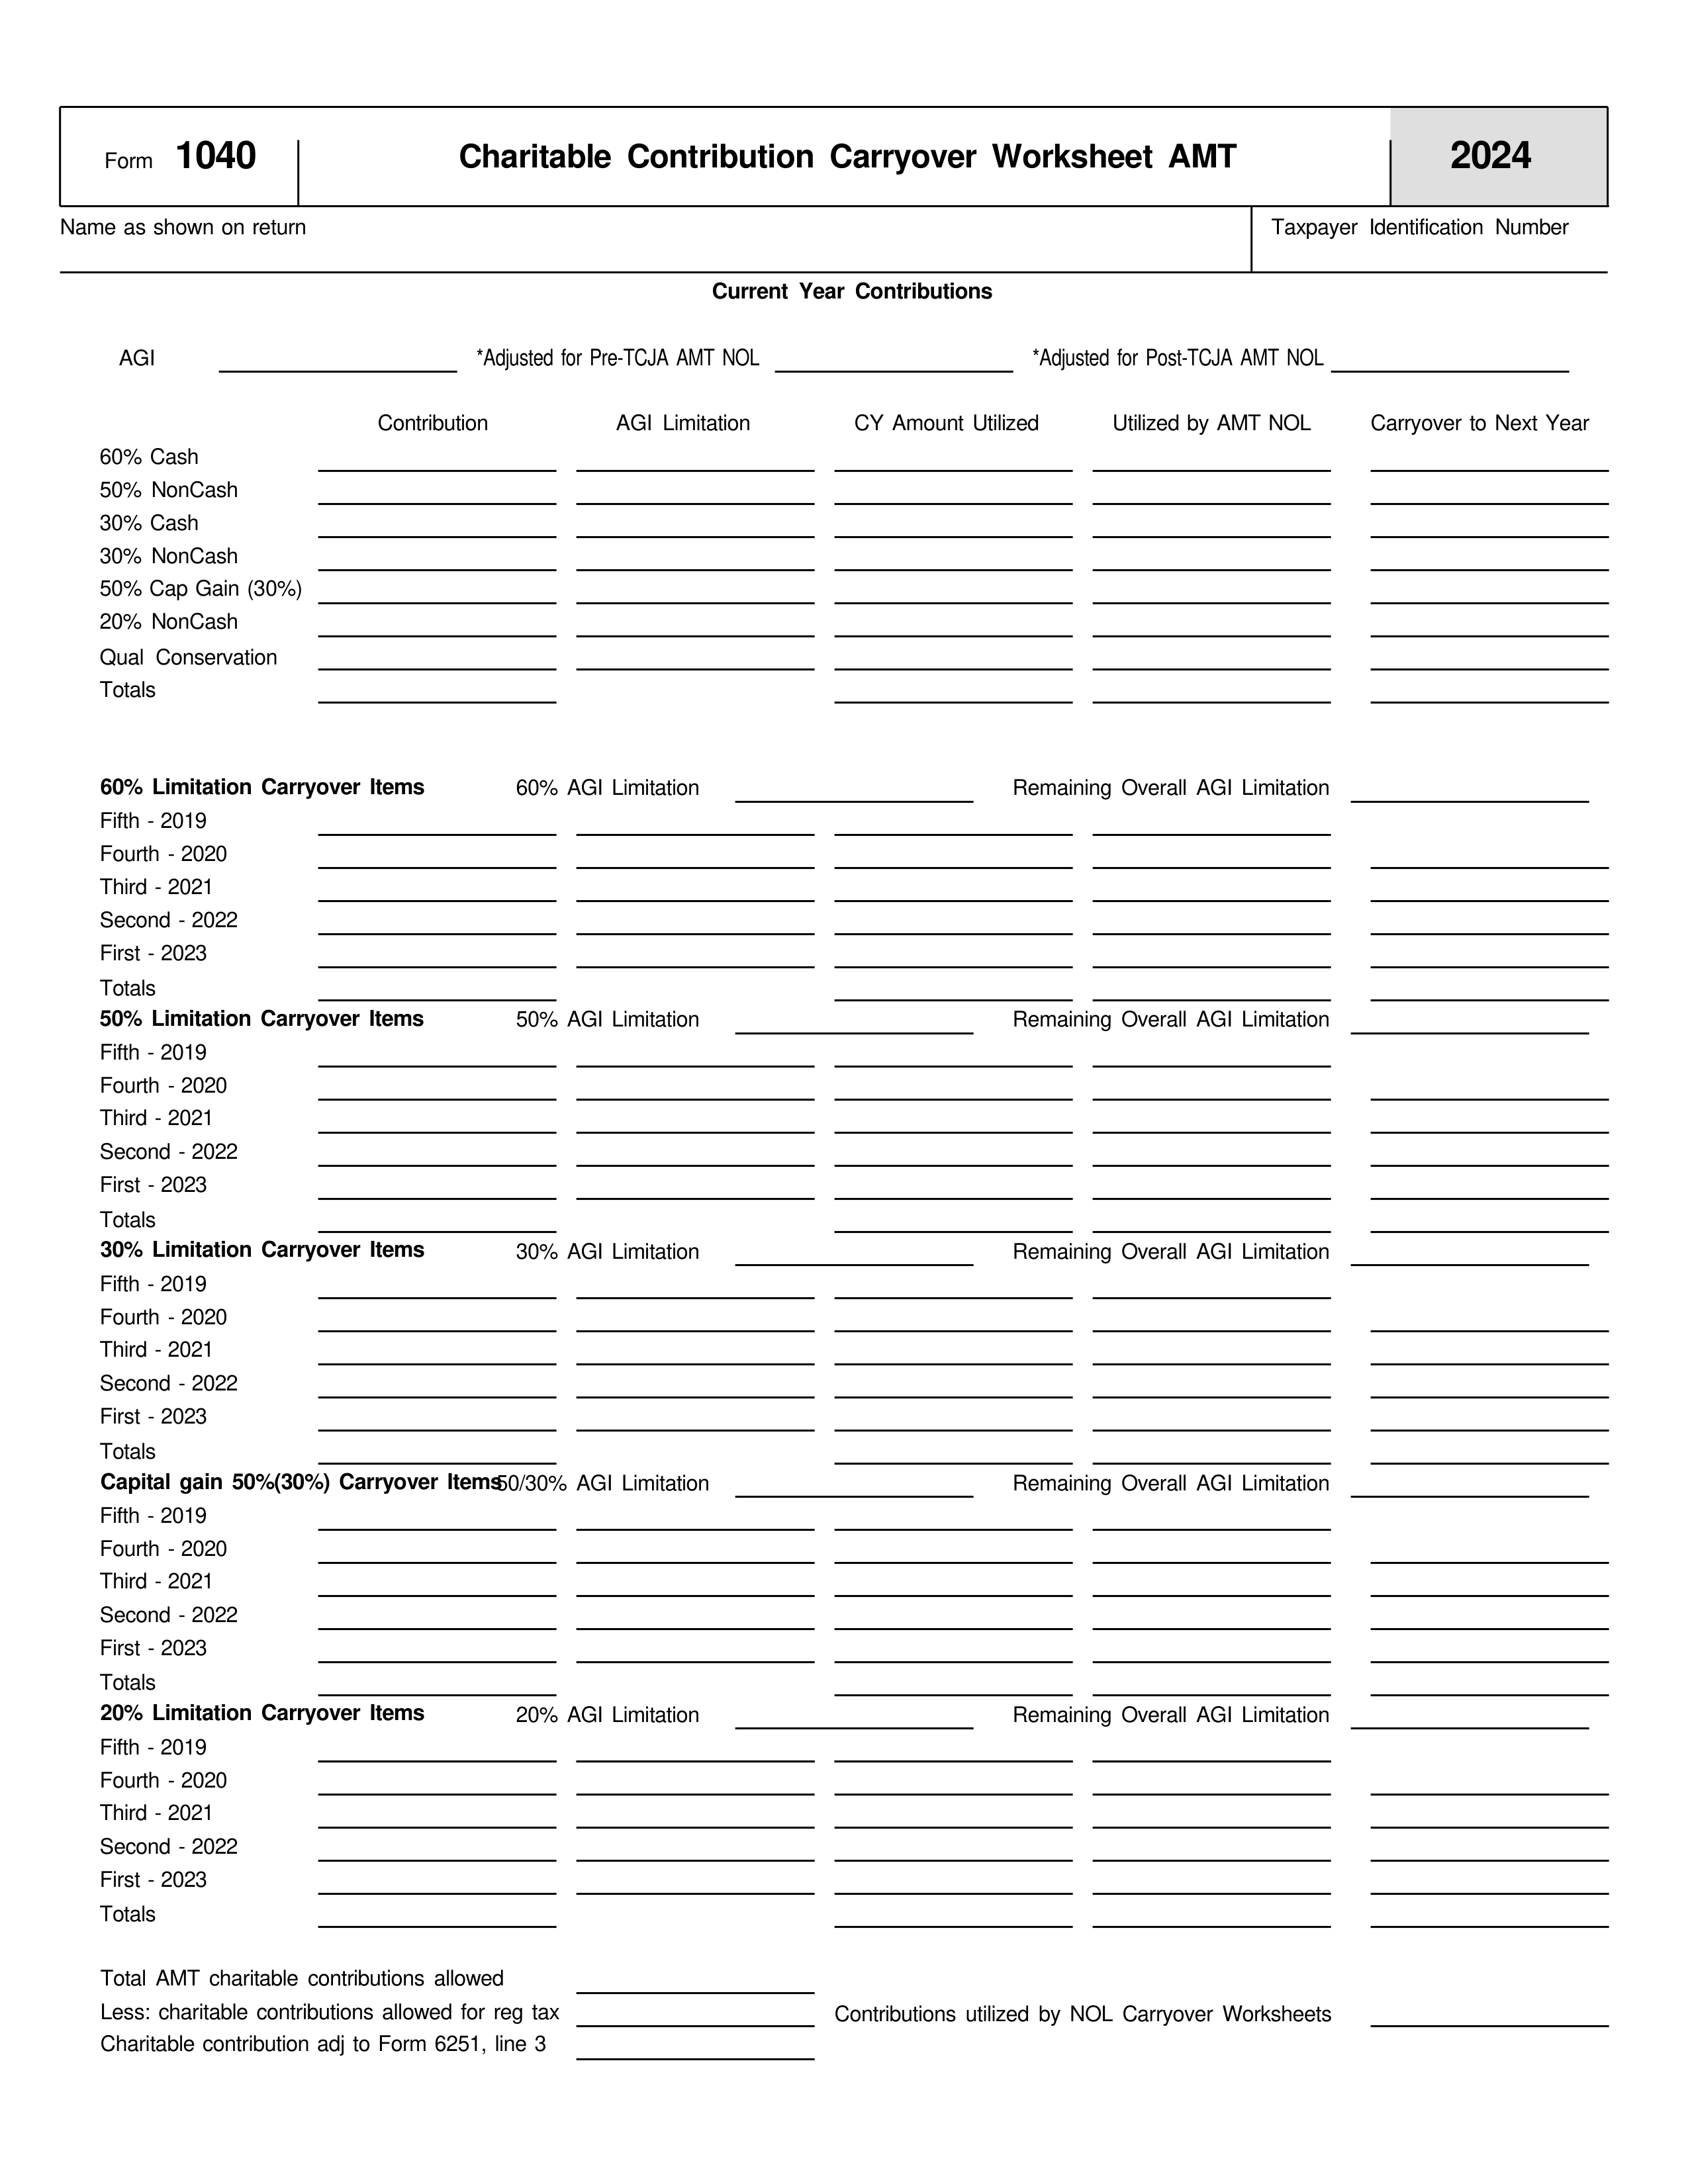 Form 1040 Charitable Contribution Carryover Worksheet AMT 2024
Name as shown on return Taxpayer Identification Number
Current Year Contributions
AGI *Adjusted for Pre-TCJA AMT NOL *Adjusted for Post-TCJA AMT NOL
Contribution AGI Limitation CY Amount Utilized Utilized by AMT NOL Carryover to Next Year
60% Cash
50% NonCash
30% Cash
30% NonCash
50% Cap Gain (30%)
20% NonCash
Qual Conservation
Totals
60% Limitation Carryover Items 60% AGI Limitation Remaining Overall AGI Limitation
Fifth - 2019
Fourth - 2020
Third - 2021
Second - 2022
First - 2023
Totals
50% Limitation Carryover Items 50% AGI Limitation Remaining Overall AGI Limitation
Fifth - 2019
Fourth - 2020
Third - 2021
Second - 2022
First - 2023
Totals
30% Limitation Carryover Items 30% AGI Limitation Remaining Overall AGI Limitation
Fifth - 2019
Fourth - 2020
Third - 2021
Second - 2022
First - 2023
Totals
Capital gain 50%(30%) Carryover Items 50/30% AGI Limitation Remaining Overall AGI Limitation
Fifth - 2019
Fourth - 2020
Third - 2021
Second - 2022
First - 2023
Totals
20% Limitation Carryover Items 20% AGI Limitation Remaining Overall AGI Limitation
Fifth - 2019
Fourth - 2020
Third - 2021
Second - 2022
First - 2023
Totals
Total AMT charitable contributions allowed
Less: charitable contributions allowed for reg tax Contributions utilized by NOL Carryover Worksheets
Charitable contribution adj to Form 6251, line 3